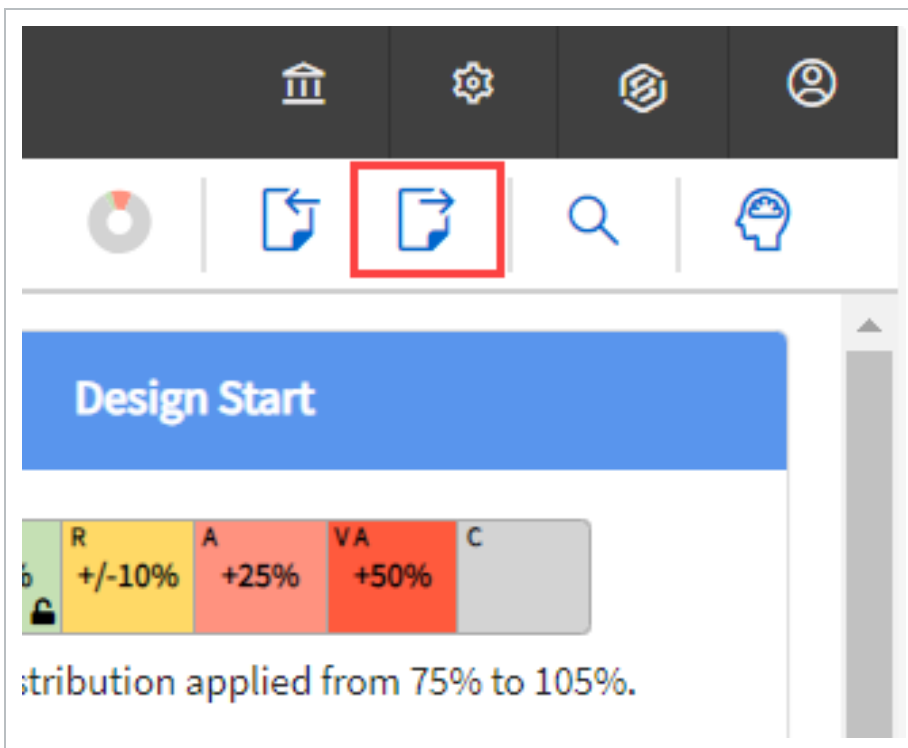 Design Start
R A VA C
% +/-10% +25% +50%
stribution applied from 75% to 105%.